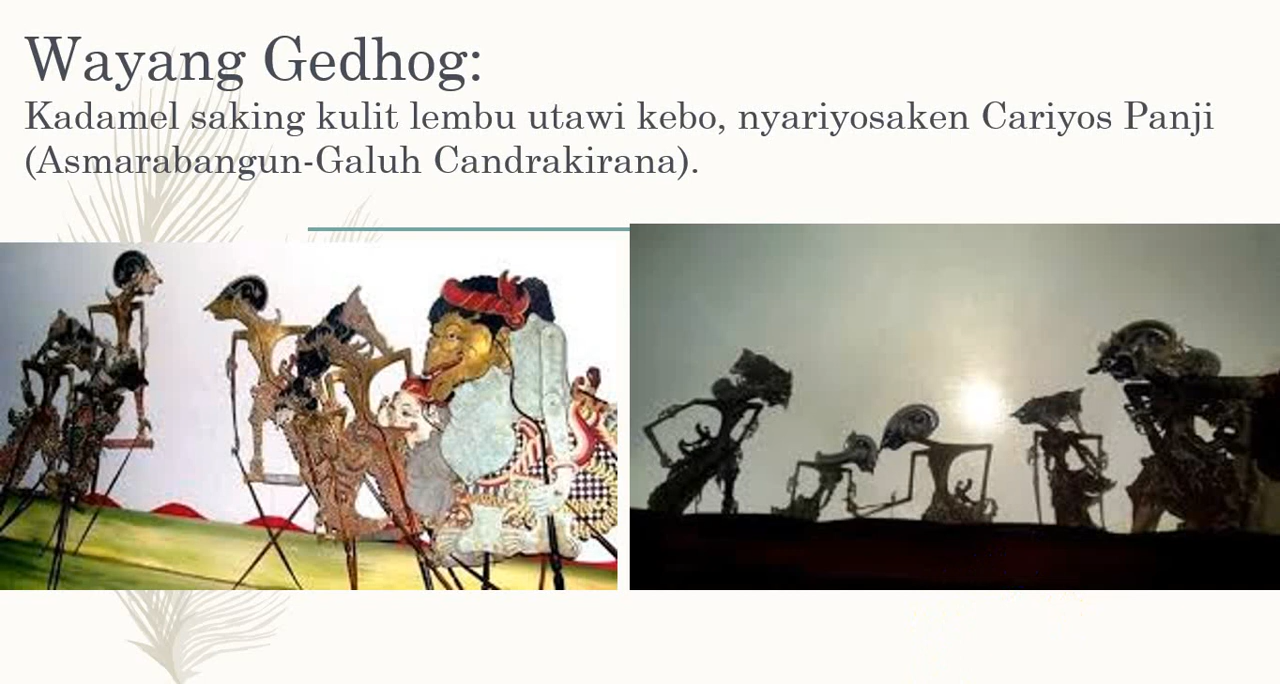 Wayang Gedhog:
Kadamel saking kulit lembu utawi kebo, nyariyosaken Cariyos Panji
(Asmarabangun-Galuh Candrakirana).